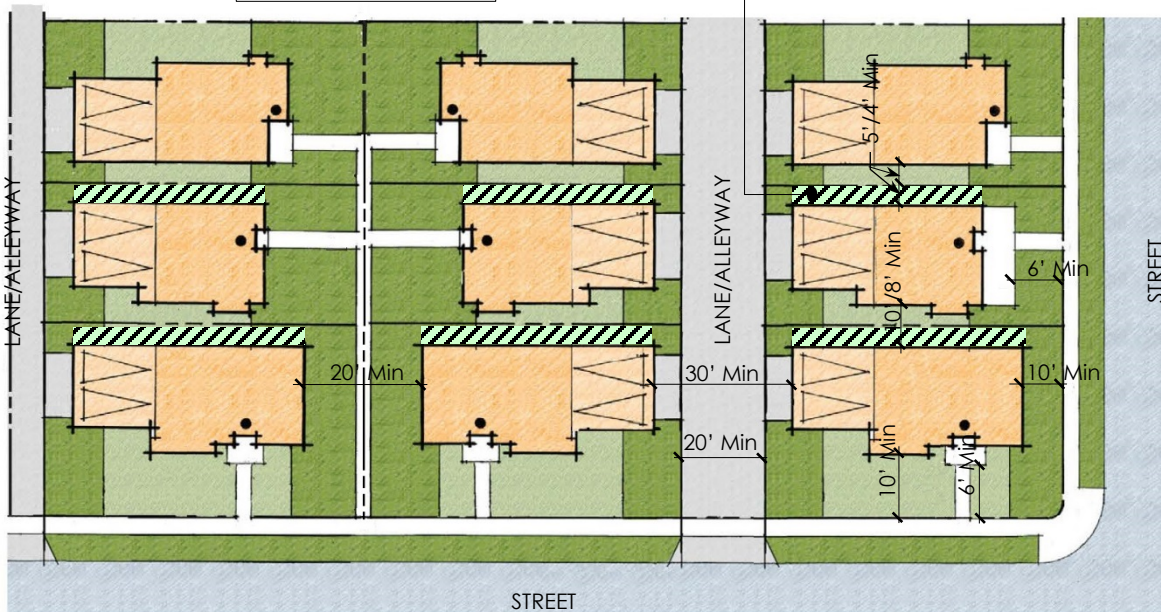 5'/4' Min
LANE/ALLEYWAY
LANE/ALLEYWAY
STREET
10'/8' Min
6' Min
20' Min
30' Min
10' Min
20' Min
10' Min
6' Min
STREET